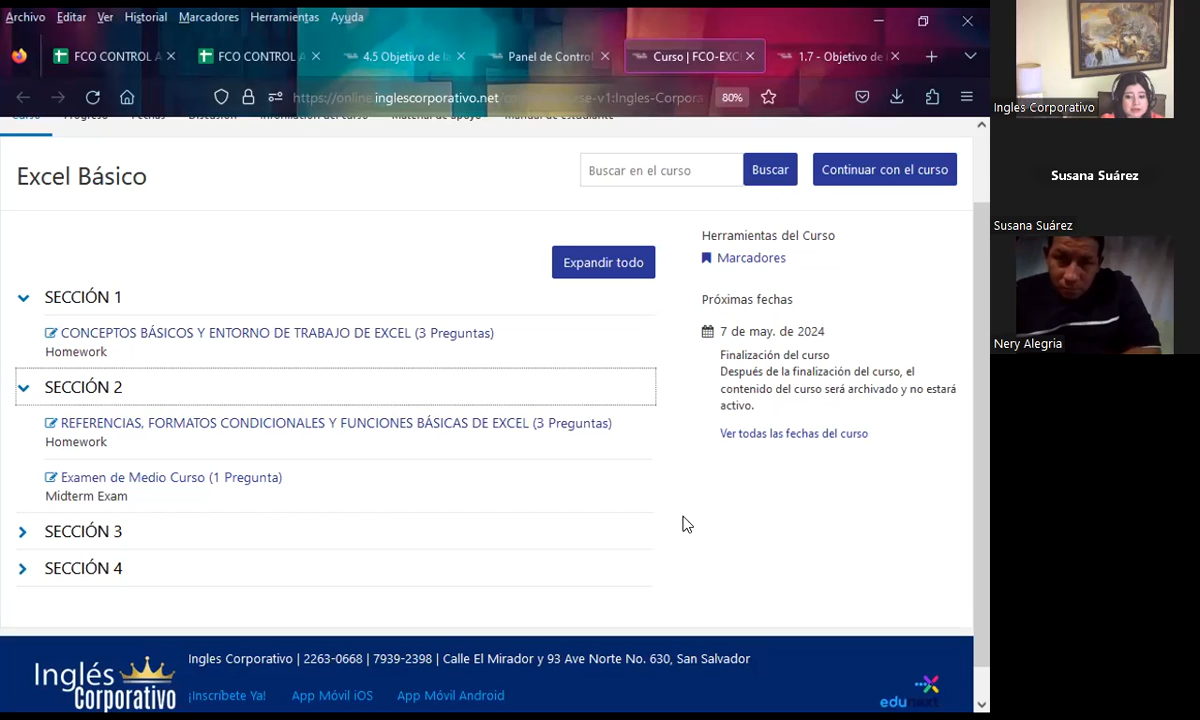 Archivo Editar Ver Historial Marcadores Herramientas Ayuda
FCO CONTROL A
FCO CONTROL A
4.5 Objetivo de la
Panel de Control
Curso | FCO-EXC
1.7 - Objetivo de
https://online.inglescorporativo.net/
80%
Excel Básico
Buscar en el curso
Buscar
Continuar con el curso
Expandir todo
SECCIÓN 1
CONCEPTOS BÁSICOS Y ENTORNO DE TRABAJO DE EXCEL (3 Preguntas)
Homework
SECCIÓN 2
REFERENCIAS, FORMATOS CONDICIONALES Y FUNCIONES BÁSICAS DE EXCEL (3 Preguntas)
Homework
Examen de Medio Curso (1 Pregunta)
Midterm Exam
SECCIÓN 3
SECCIÓN 4
Herramientas del Curso
Marcadores
Próximas fechas
7 de may. de 2024
Finalización del curso
Después de la finalización del curso, el
contenido del curso será archivado y no estará
activo.
Ver todas las fechas del curso
Inglés
Corporativo
Ingles Corporativo | 2263-0668 | 7939-2398 | Calle El Mirador y 93 Ave Norte No. 630, San Salvador
¡Inscríbete Ya! App Móvil iOS App Móvil Android
edunext
Ingles Corporativo
Susana Suárez
Susana Suárez
Nery Alegria